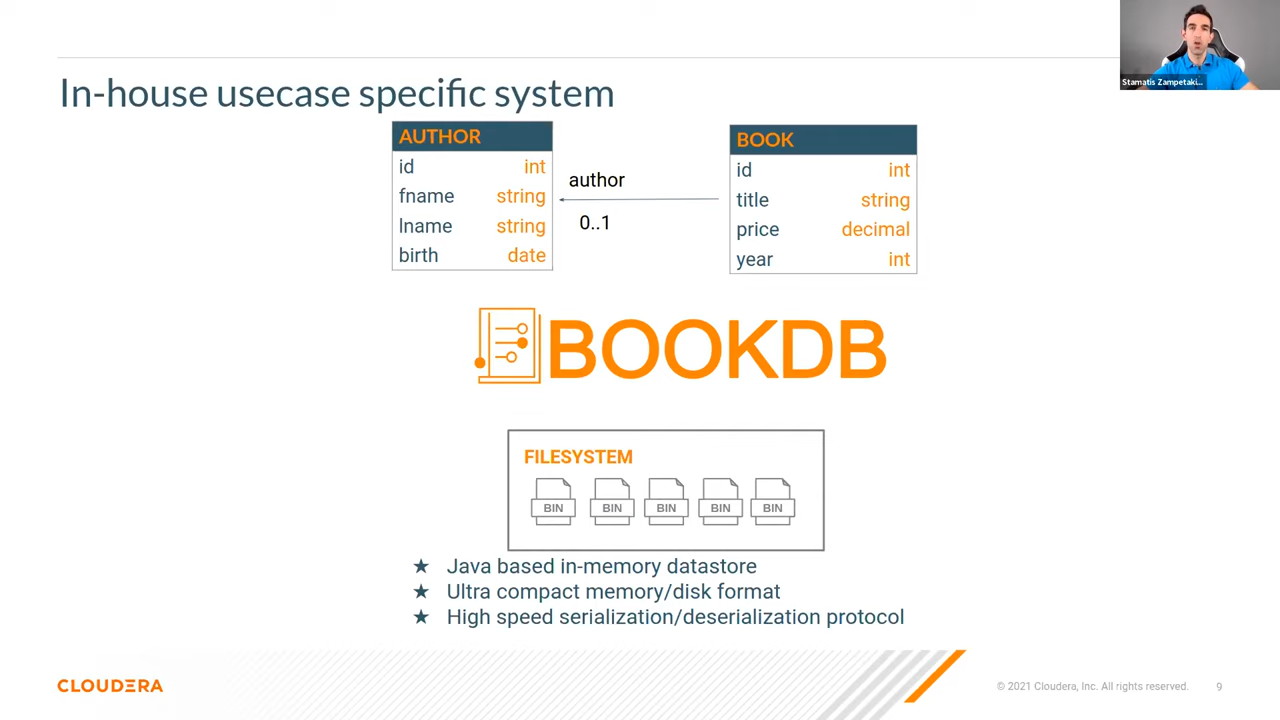 Stamatis Zampetaki...
In-house usecase specific system
AUTHOR
id int
fname string
lname string
birth date
author
0..1
BOOK
id int
title string
price decimal
year int
BOOKDB
FILESYSTEM
BIN BIN BIN BIN BIN
★ Java based in-memory datastore
★ Ultra compact memory/disk format
★ High speed serialization/deserialization protocol
CLOUDERA
© 2021 Cloudera, Inc. All rights reserved. 9